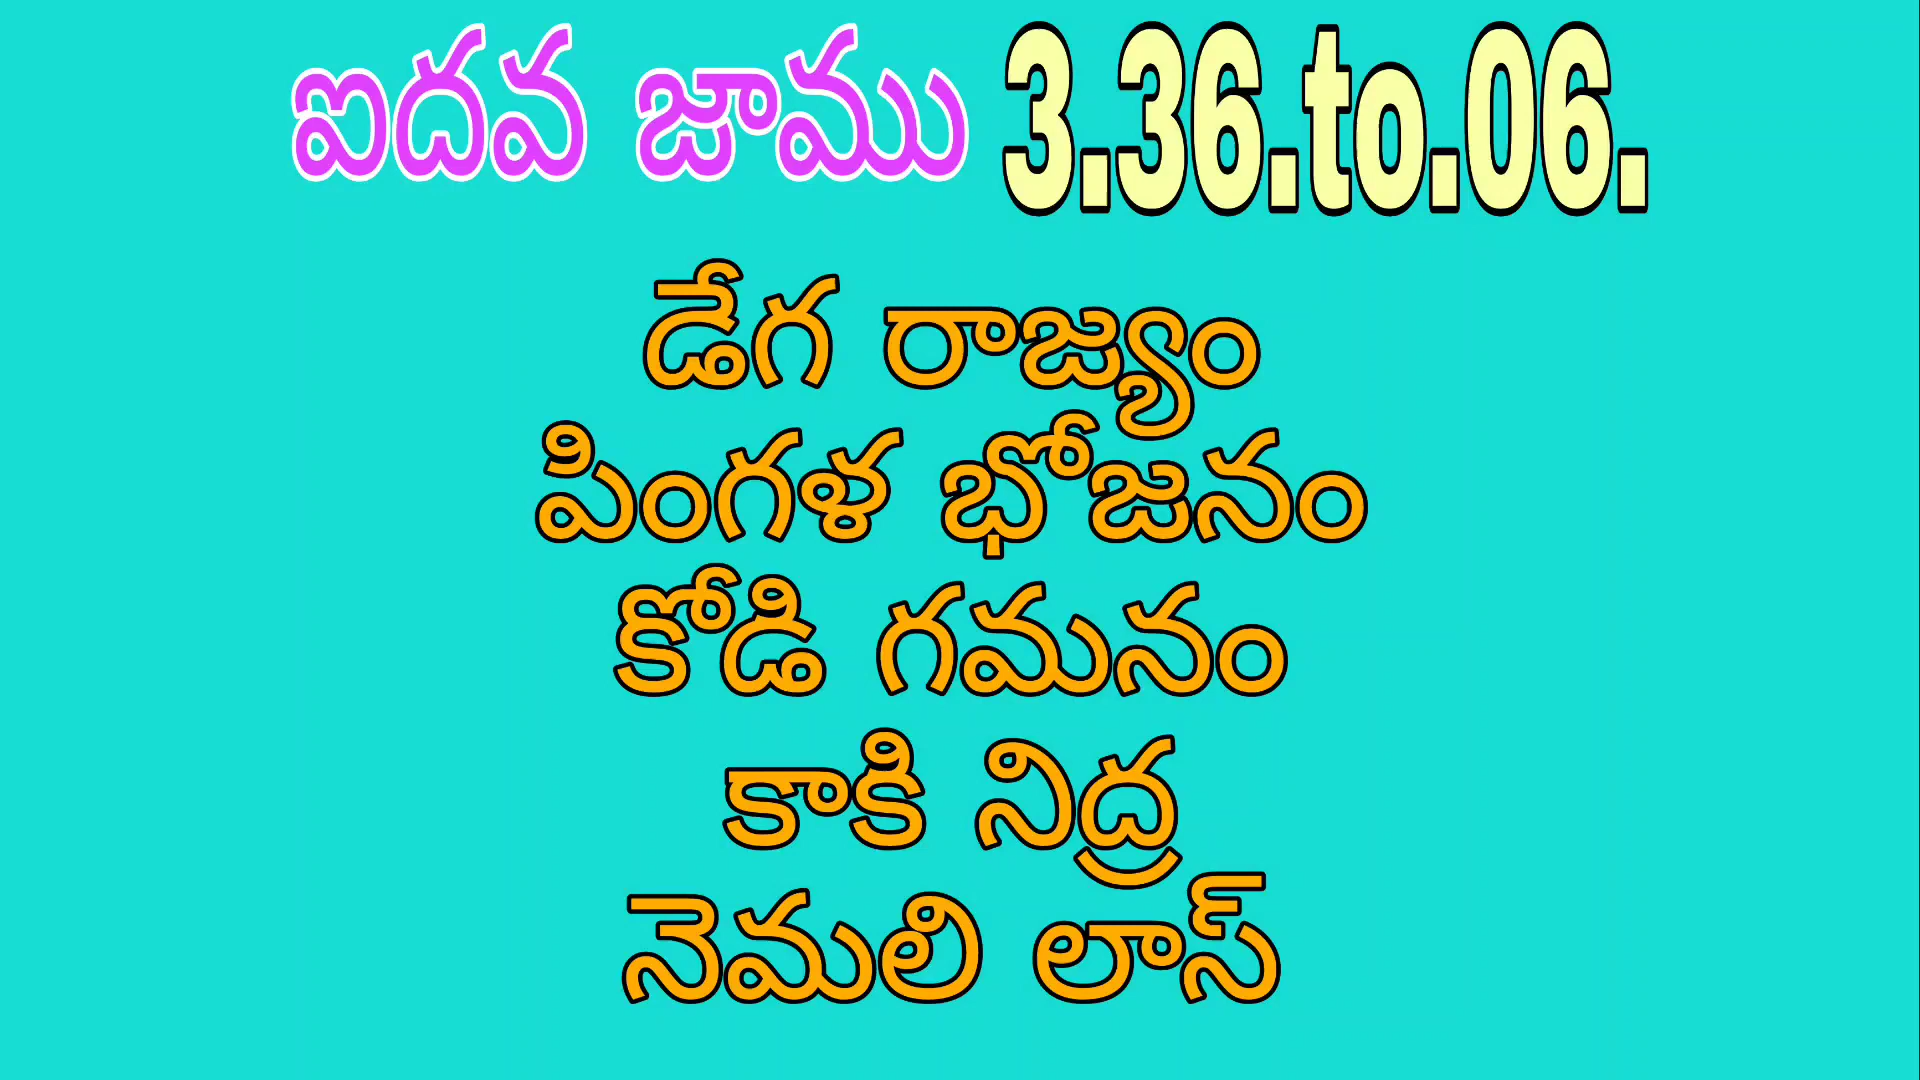 ఐదవ జాము 3.36.to.06.
డేగ రాజ్యం
పింగళ భోజనం
కోడి గమనం
కాకి నిద్ర
నెమలి లాస్